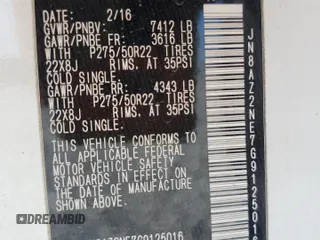 DATE: 2/16
GVWR/PNBV: 7412 LB
GAWR/PNBE FR: 3616 LB
WITH P275/50R22 TIRES
22X8J RIMS. AT 35PSI
COLD SINGLE.
GAWR/PNBE RR: 4343 LB
WITH P275/50R22 TIRES
22X8J RIMS. AT 35PSI
COLD SINGLE.
THIS VEHICLE CONFORMS TO
ALL APPLICABLE FEDERAL
MOTOR VEHICLE SAFETY
STANDARDS IN EFFECT ON
THE DATE OF MANUFACTURE
SHOWN ABOVE.
JN8AZ2NE7G9125016
BIDHISTORY